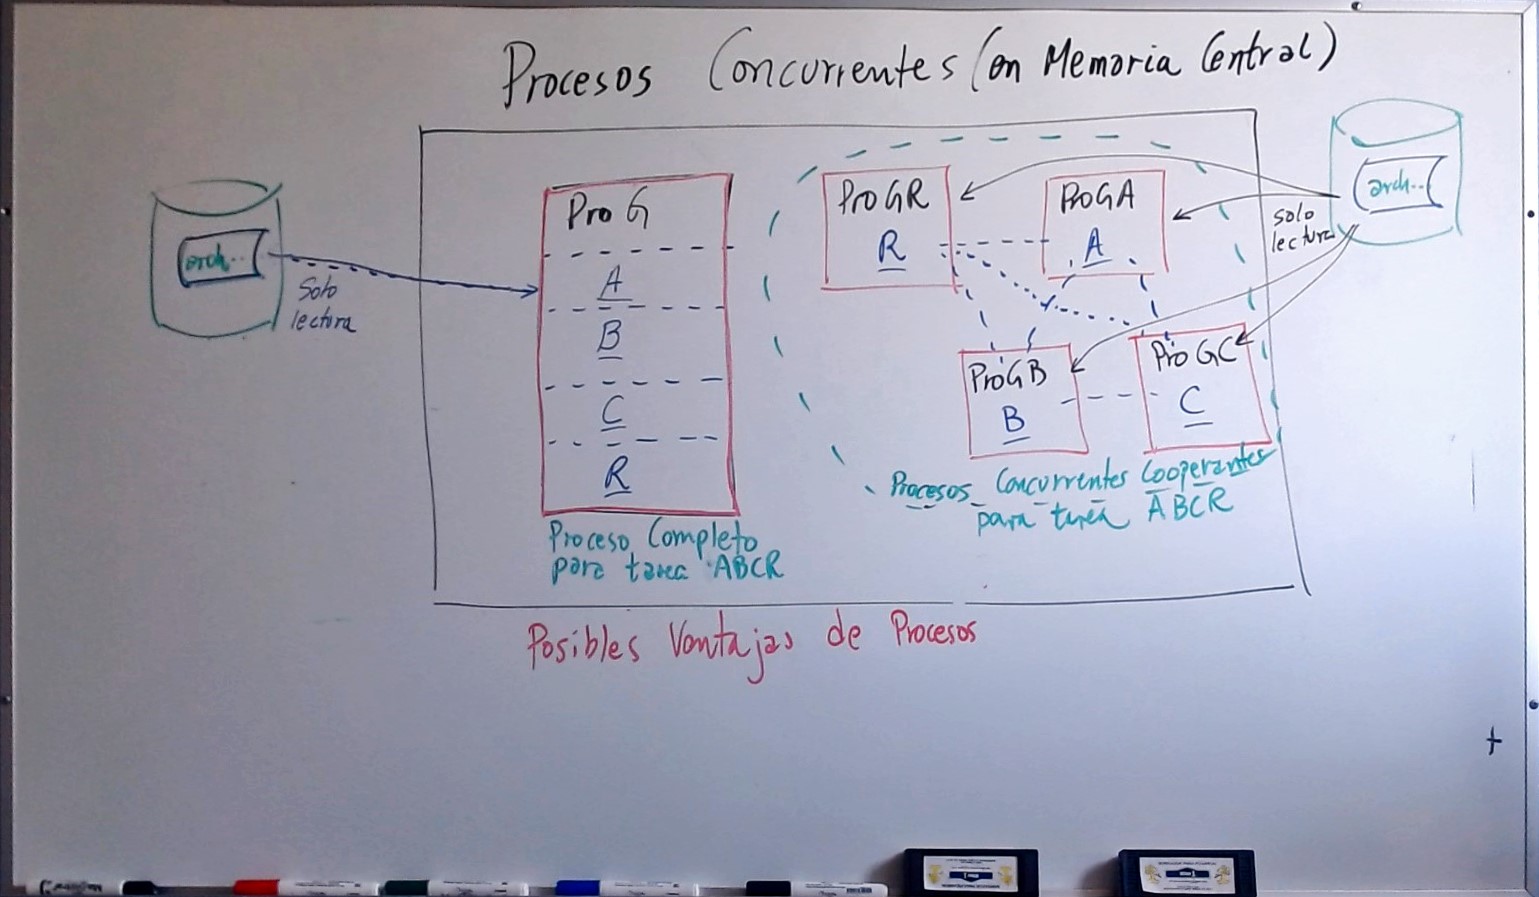 Procesos Concurrentes (en Memoria Central)
arch..
Solo
lectura
Pro G
A
B
C
R
Proceso Completo
para tarea ABCR
ProGR
R
ProGA
A
ProGB
B
ProGC
C
Procesos Concurrentes Cooperantes
para tarea ABCR
arch..
solo
lectura
Posibles Ventajas de Procesos